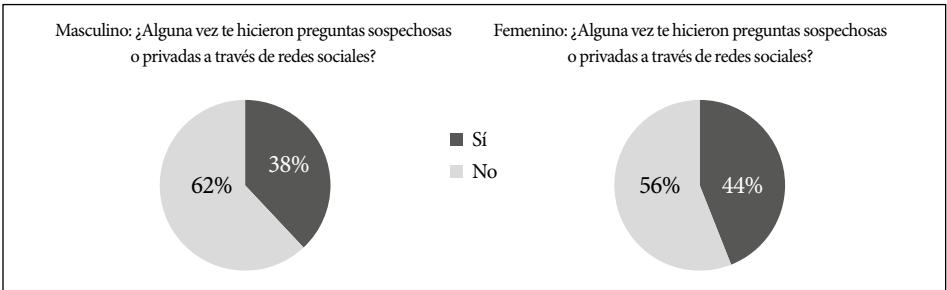 Masculino: ¿Alguna vez te hicieron preguntas sospechosas
o privadas a través de redes sociales?
Femenino: ¿Alguna vez te hicieron preguntas sospechosas
o privadas a través de redes sociales?
38%
62%
Sí
No
56%
44%